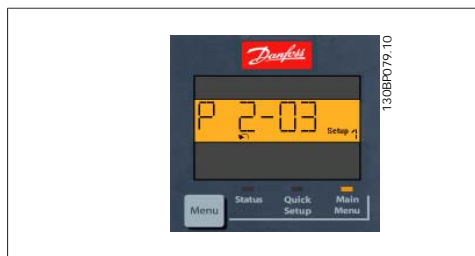 Danfoss
P 2-03
Setup 1
Menu
Status
Quick Setup
Main Menu
130BP079.10